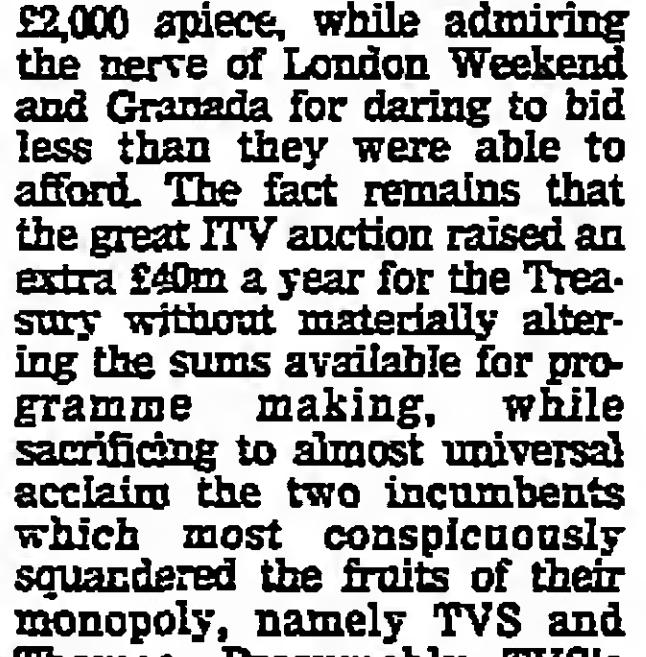 £2,000 apiece, while admiring
the nerve of London Weekend
and Granada for daring to bid
less than they were able to
afford. The fact remains that
the great ITV auction raised an
extra £40m a year for the Trea-
sury without materially alter-
ing the sums available for pro-
gramme making, while
sacrificing to almost universal
acclaim the two incumbents
which most conspicuously
squandered the fruits of their
monopoly, namely TVS and